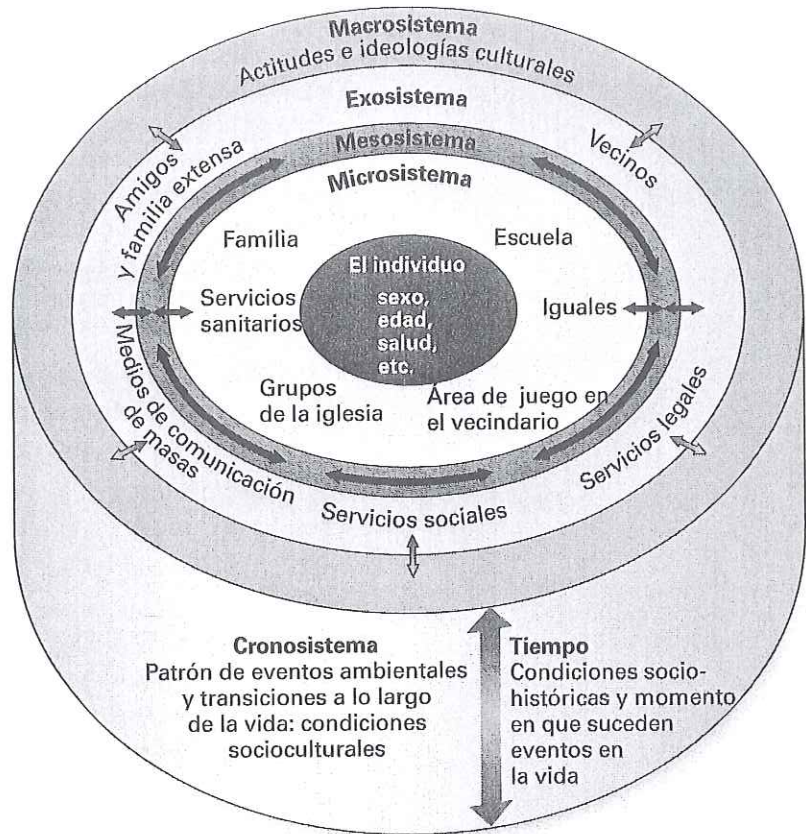 Macrosistema
Actitudes e ideologías culturales
Exosistema
Mesosistema
Microsistema
Amigos
y familia extensa
Vecinos
Familia
Escuela
El individuo
sexo,
edad,
salud,
etc.
Servicios
sanitarios
Iguales
Grupos
de la iglesia
Área de juego en
el vecindario
Medios de comunicación
de masas
Servicios legales
Servicios sociales
Cronosistema
Patrón de eventos ambientales
y transiciones a lo largo
de la vida: condiciones
socioculturales
Tiempo
Condiciones socio-
históricas y momento
en que suceden
eventos en
la vida